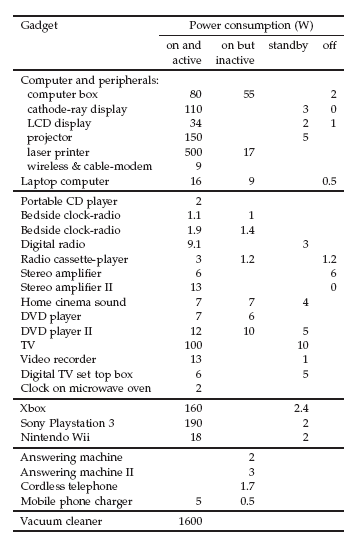 Gadget Power consumption (W)
on and on but standby off
active inactive
Computer and peripherals:
computer box 80 55 2
cathode-ray display 110 3 0
LCD display 34 2 1
projector 150 5
laser printer 500 17
wireless & cable-modem 9
Laptop computer 16 9 0.5
Portable CD player 2
Bedside clock-radio 1.1 1
Bedside clock-radio 1.9 1.4
Digital radio 9.1 3
Radio cassette-player 3 1.2 1.2
Stereo amplifier 6 6
Stereo amplifier II 13 0
Home cinema sound 7 7 4
DVD player 7 6
DVD player II 12 10 5
TV 100 10
Video recorder 13 1
Digital TV set top box 6 5
Clock on microwave oven 2
Xbox 160 2.4
Sony Playstation 3 190 2
Nintendo Wii 18 2
Answering machine 2
Answering machine II 3
Cordless telephone 1.7
Mobile phone charger 5 0.5
Vacuum cleaner 1600